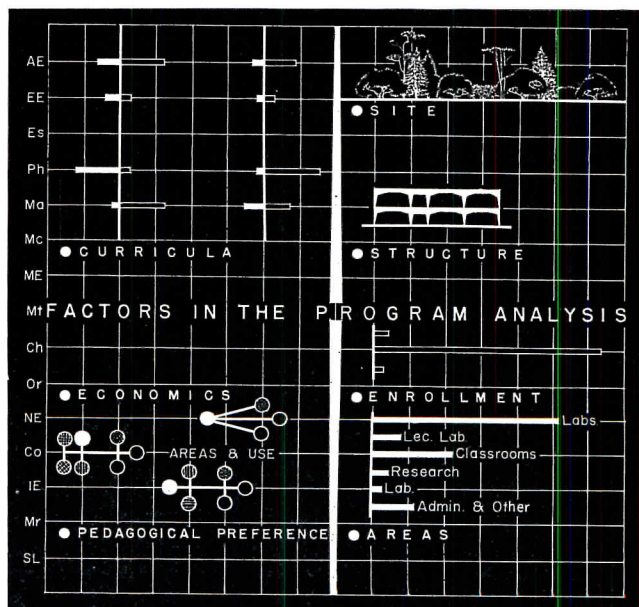 AE
EE
Es
SITE
Ph
Ma
Mc
CURRICULA
STRUCTURE
ME
Mt
FACTORS IN THE PROGRAM ANALYSIS
Ch
Or
ECONOMICS
ENROLLMENT
NE
Labs
Lec. Lab.
Co
AREAS & USE
Classrooms
Research
IE
Lab.
Admin. & Other
Mr
PEDAGOGICAL PREFERENCE
AREAS
SL